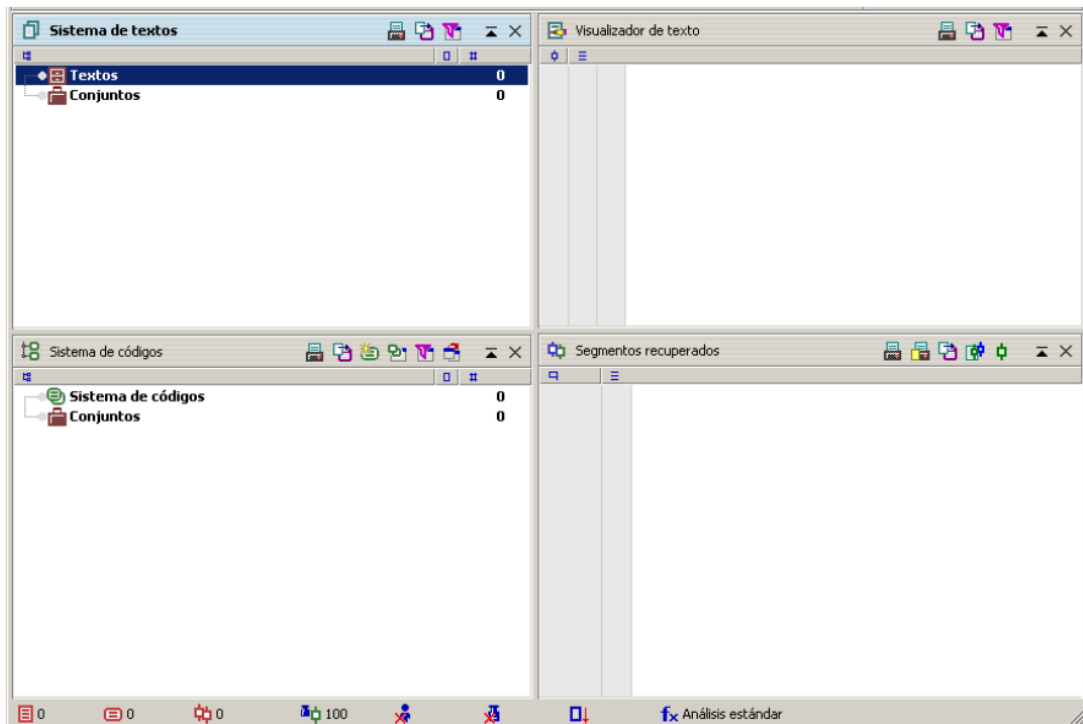 Sistema de textos
Textos 0
Conjuntos 0
Visualizador de texto
Sistema de códigos
Sistema de códigos 0
Conjuntos 0
Segmentos recuperados
0 0 0 100 fx Análisis estándar